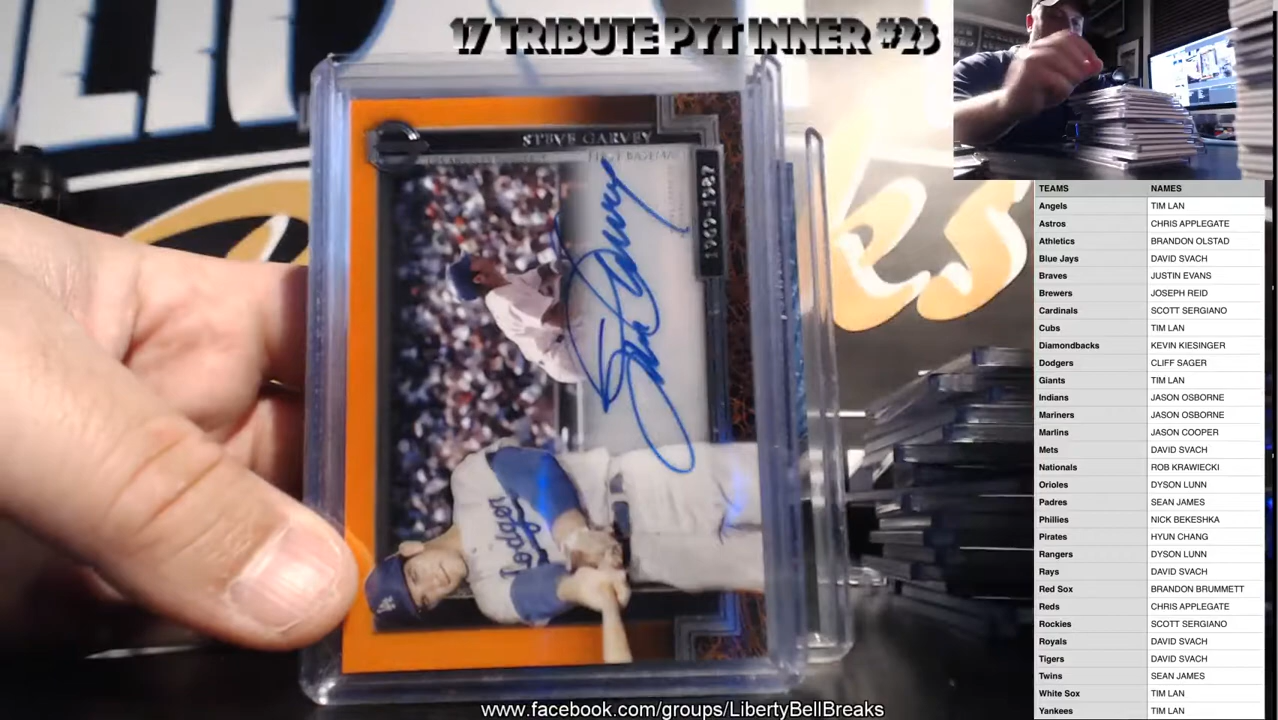 17 TRIBUTE PYT INNER #23
STEVE GARVEY
FIRST BASEMAN
1969-1987
Steve Garvey
Dodgers
TEAMS NAMES
Angels TIM LAN
Astros CHRIS APPLEGATE
Athletics BRANDON OLSTAD
Blue Jays DAVID SVACH
Braves JUSTIN EVANS
Brewers JOSEPH REID
Cardinals SCOTT SERGIANO
Cubs TIM LAN
Diamondbacks KEVIN KIESINGER
Dodgers CLIFF SAGER
Giants TIM LAN
Indians JASON OSBORNE
Mariners JASON OSBORNE
Marlins JASON COOPER
Mets DAVID SVACH
Nationals ROB KRAWIECKI
Orioles DYSON LUNN
Padres SEAN JAMES
Phillies NICK BEKESHKA
Pirates HYUN CHANG
Rangers DYSON LUNN
Rays DAVID SVACH
Red Sox BRANDON BRUMMETT
Reds CHRIS APPLEGATE
Rockies SCOTT SERGIANO
Royals DAVID SVACH
Tigers DAVID SVACH
Twins SEAN JAMES
White Sox TIM LAN
Yankees TIM LAN
www.facebook.com/groups/LibertyBellBreaks